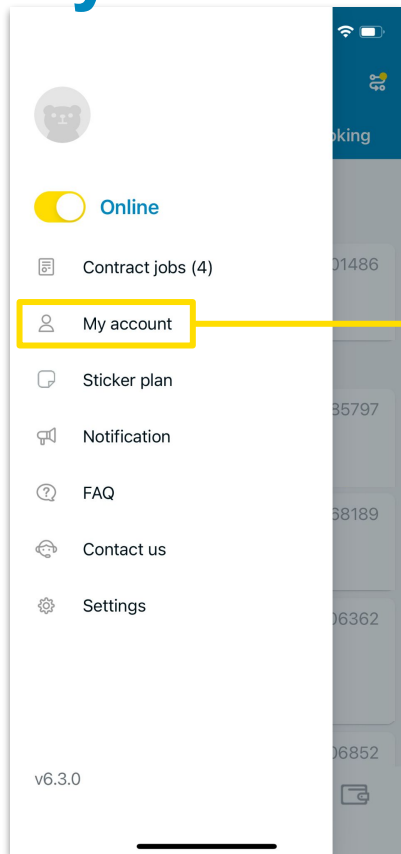 oking
Online
Contract jobs (4)
01486
My account
Sticker plan
85797
Notification
FAQ
68189
Contact us
Settings
06362
06852
v6.3.0